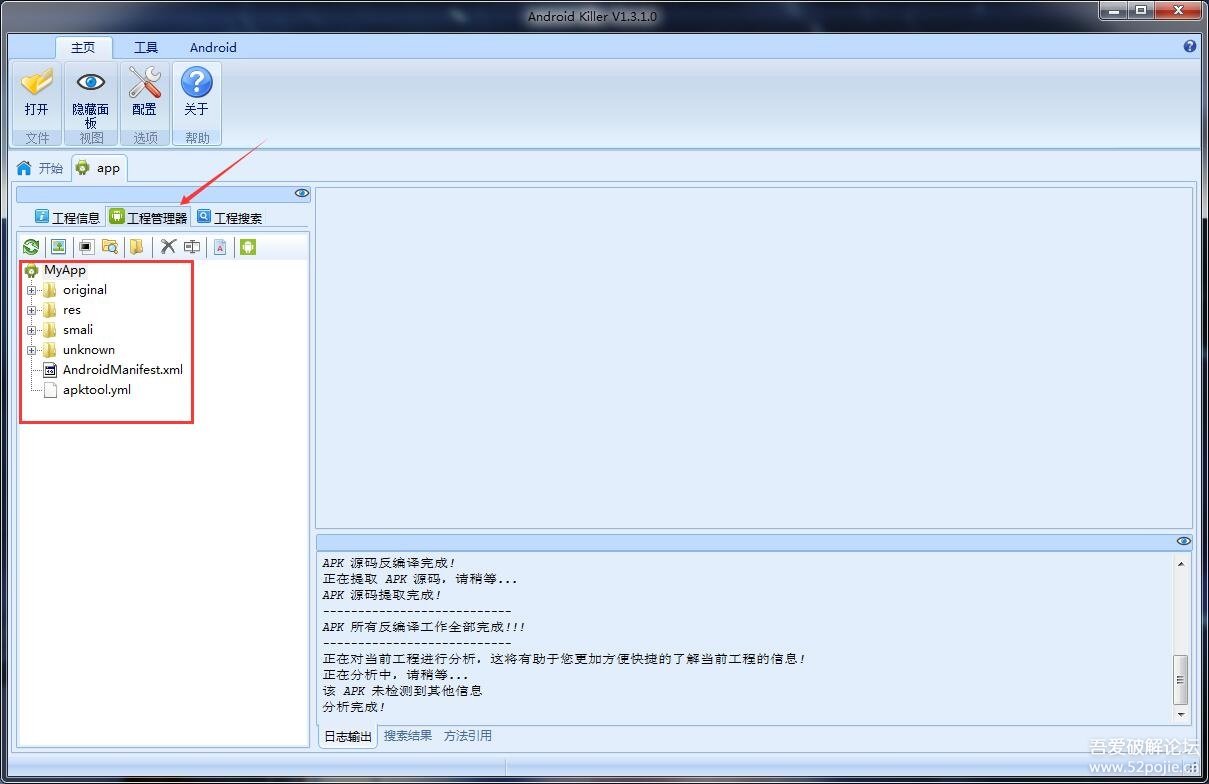 Android Killer V1.3.1.0
主页 工具 Android
打开 隐藏面板 配置 关于
文件 视图 选项 帮助
开始 app
工程信息 工程管理器 工程搜索
MyApp
original
res
smali
unknown
AndroidManifest.xml
apktool.yml
APK 源码反编译完成!
正在提取 APK 源码, 请稍等...
APK 源码提取完成!
---------------------------
APK 所有反编译工作全部完成!!!
---------------------------
正在对当前工程进行分析, 这将有助于您更加方便快捷的了解当前工程的信息!
正在分析中, 请稍等...
该 APK 未检测到其他信息
分析完成!
日志输出 搜索结果 方法引用
吾爱破解论坛
www.52pojie.cn